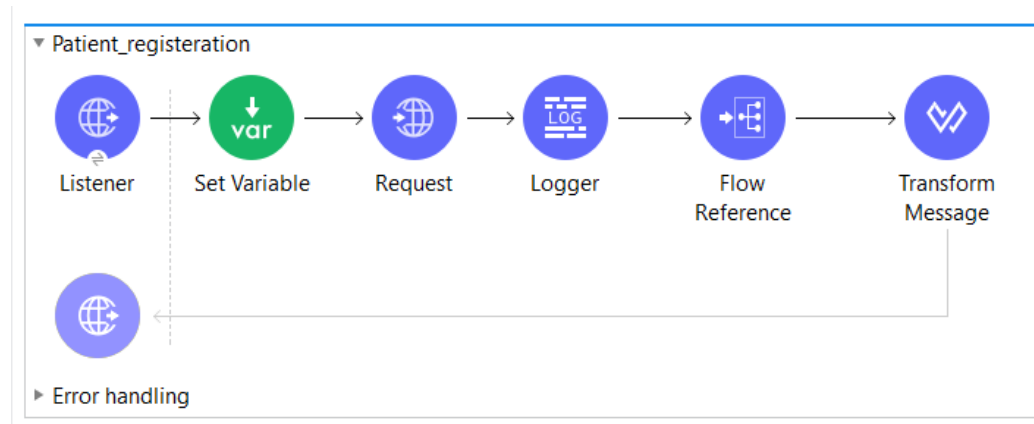 Patient_registeration
var
LOG
Listener
Set Variable
Request
Logger
Flow
Reference
Transform
Message
Error handling